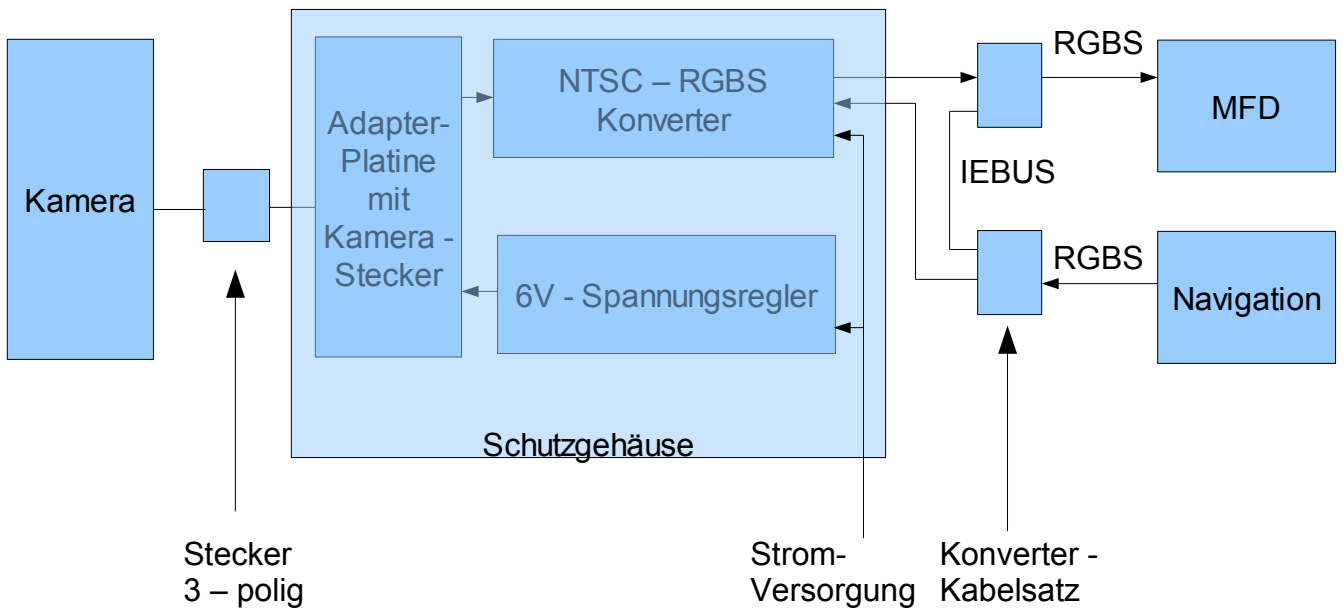 Kamera
Adapter-
Platine
mit
Kamera -
Stecker
NTSC – RGBS
Konverter
6V - Spannungsregler
Schutzgehäuse
RGBS
MFD
IEBUS
RGBS
Navigation
Stecker
3 – polig
Strom-
Versorgung
Konverter -
Kabelsatz